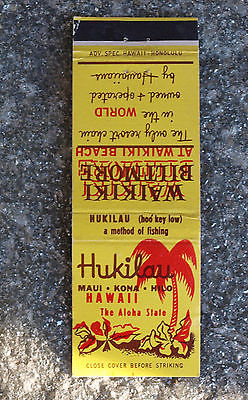 ADV. SPEC. HAWAII - HONOLULU
The only resort chain
in the WORLD
owned & operated
by Hawaiians
WAIKIKI
BILTMORE
AT WAIKIKI BEACH
HUKILAU (hoo key low)
a method of fishing
Hukilau
MAUI · KONA · HILO
HAWAII
The Aloha State
CLOSE COVER BEFORE STRIKING